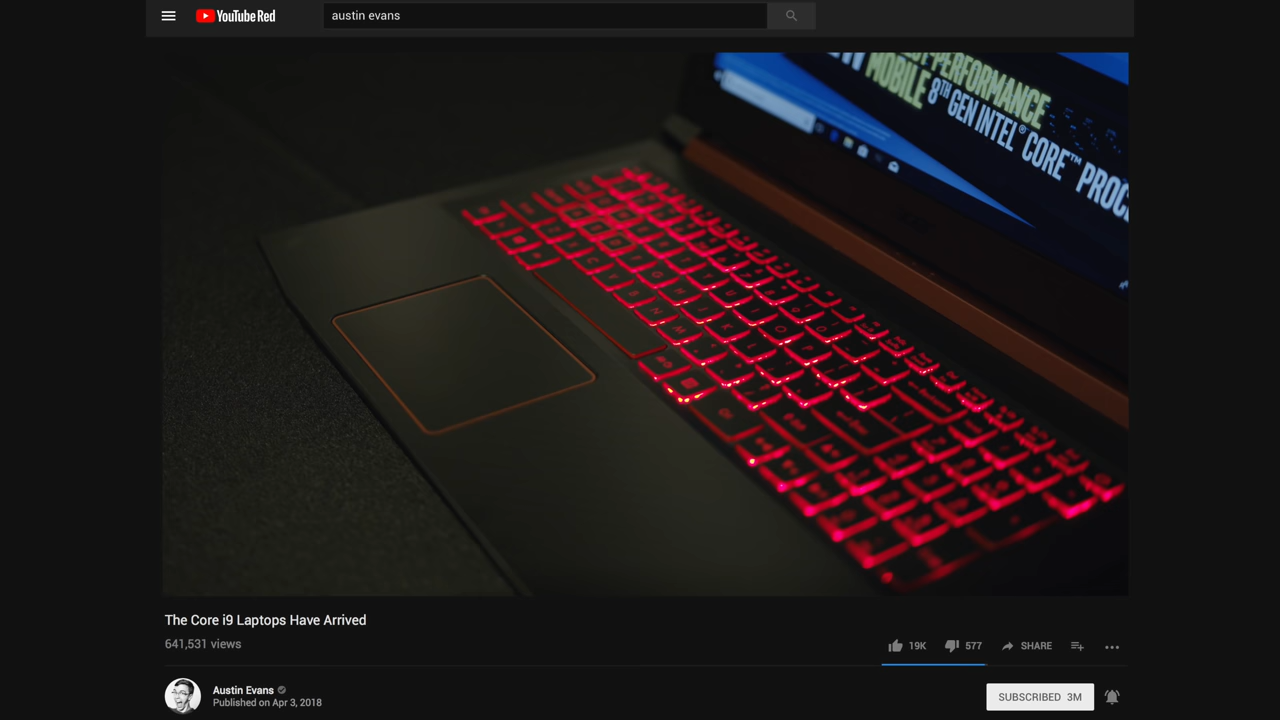 YouTube Red
austin evans
PERFORMANCE
MOBILE 8TH GEN INTEL® CORE™
The Core i9 Laptops Have Arrived
641,531 views
19K
577
SHARE
Austin Evans
Published on Apr 3, 2018
SUBSCRIBED 3M